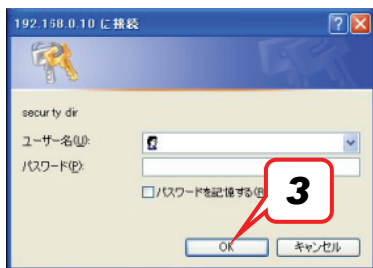 192.168.0.10 に接続
secur ty dir
ユーザー名(U):
パスワード(P):
パスワードを記憶する(R
3
OK
キャンセル